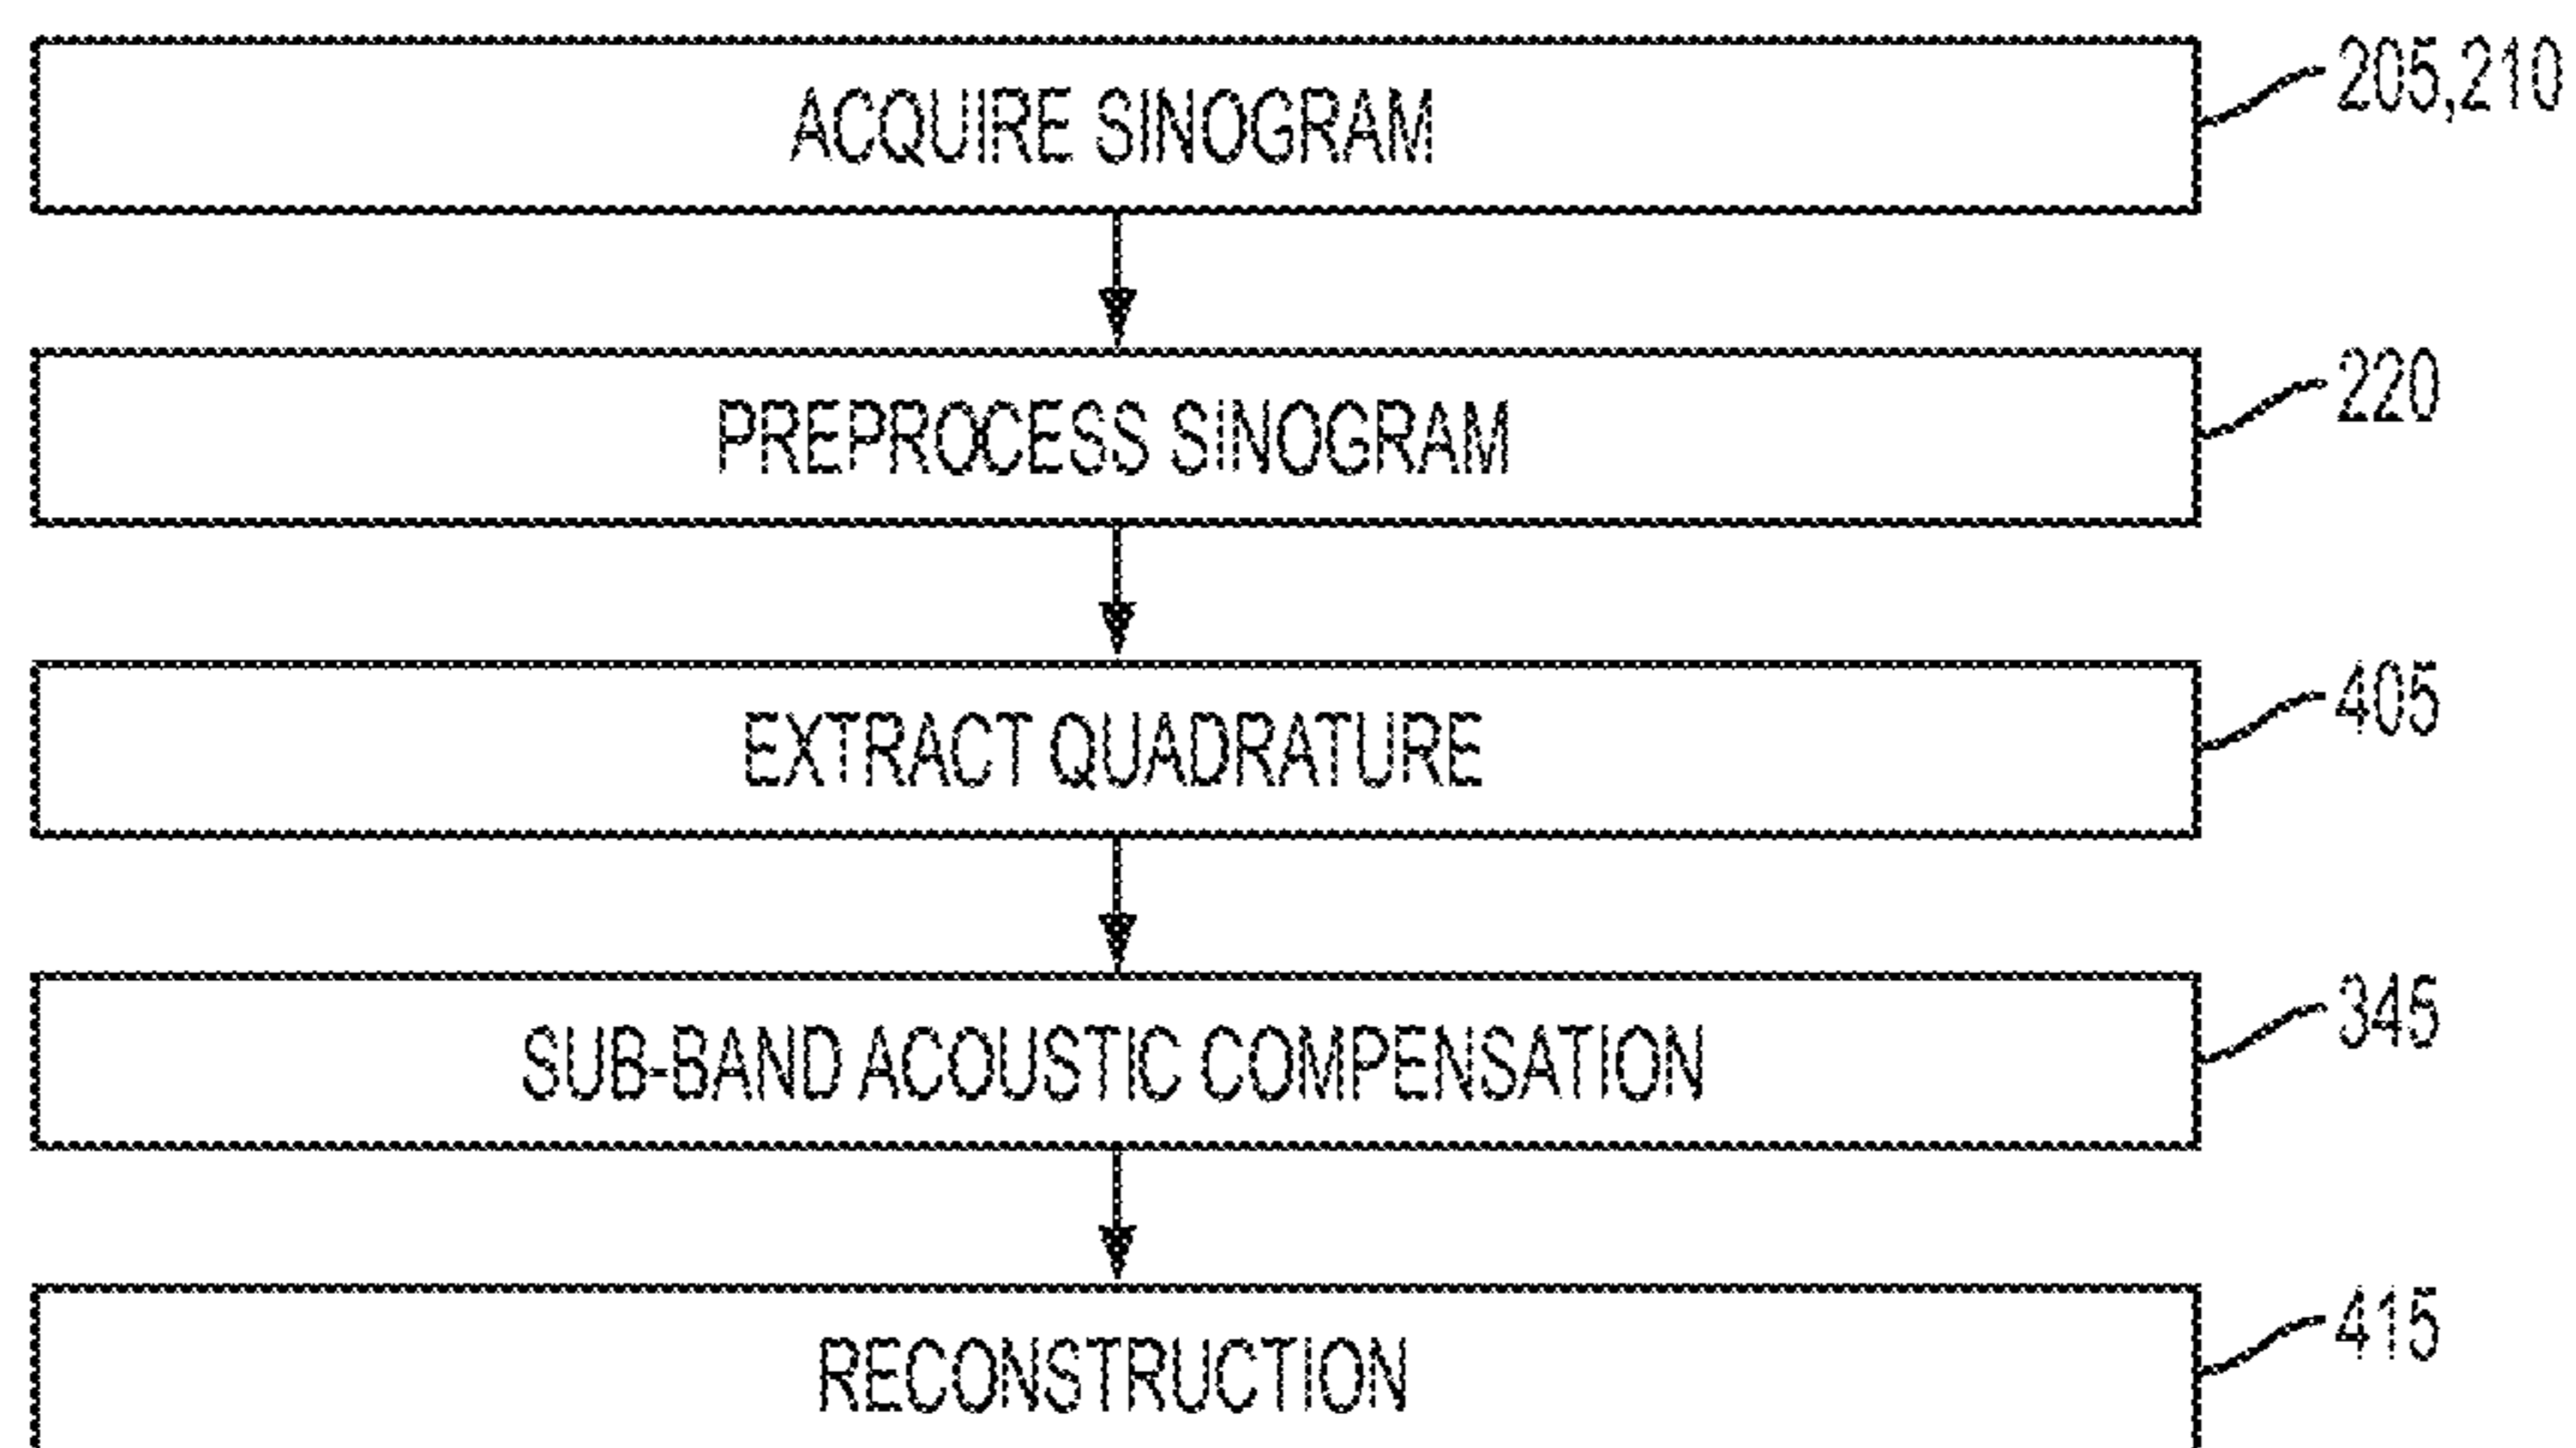 ACQUIRE SINOGRAM 205,210
PREPROCESS SINOGRAM 220
EXTRACT QUADRATURE 405
SUB-BAND ACOUSTIC COMPENSATION 345
RECONSTRUCTION 415